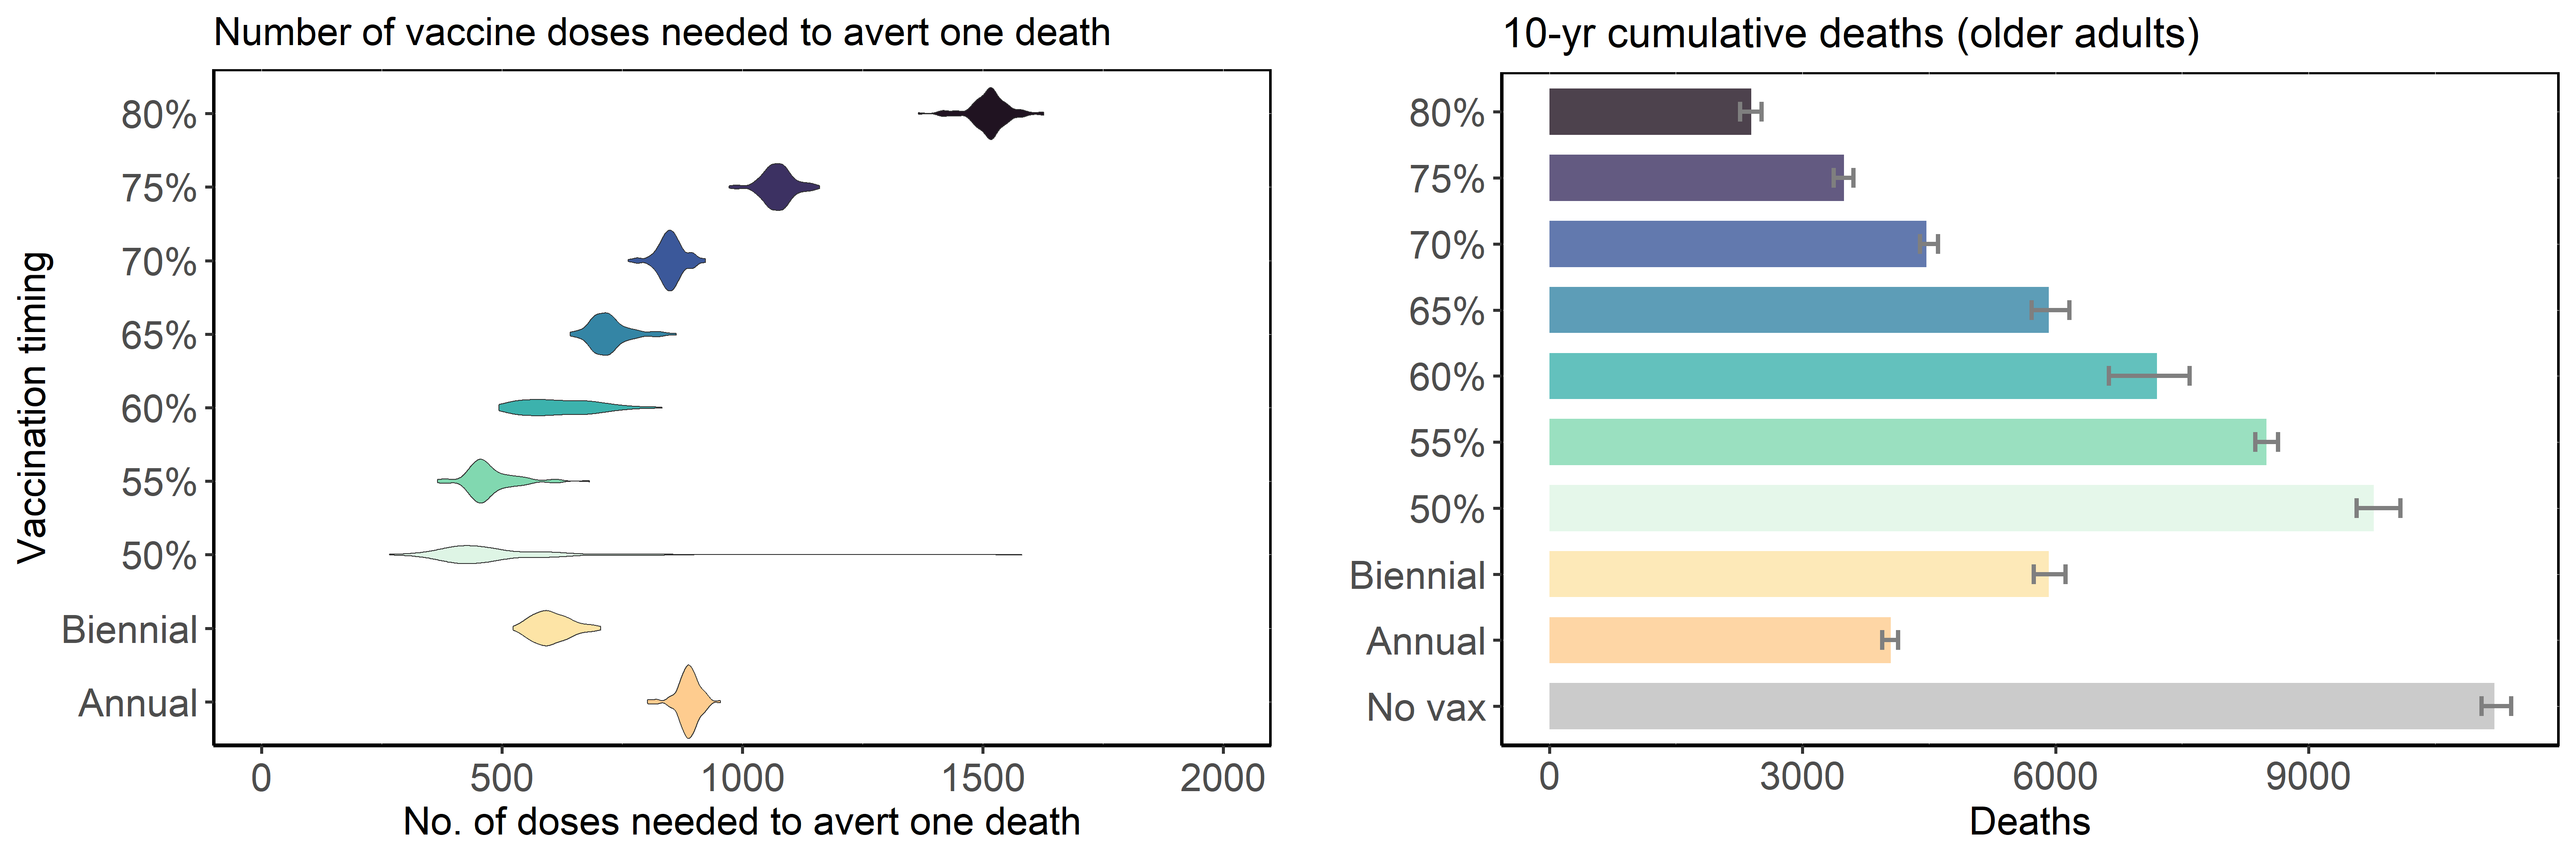 Number of vaccine doses needed to avert one death
Vaccination timing
80%
75%
70%
65%
60%
55%
50%
Biennial
Annual
0 500 1000 1500 2000
No. of doses needed to avert one death
10-yr cumulative deaths (older adults)
80%
75%
70%
65%
60%
55%
50%
Biennial
Annual
No vax
0 3000 6000 9000
Deaths